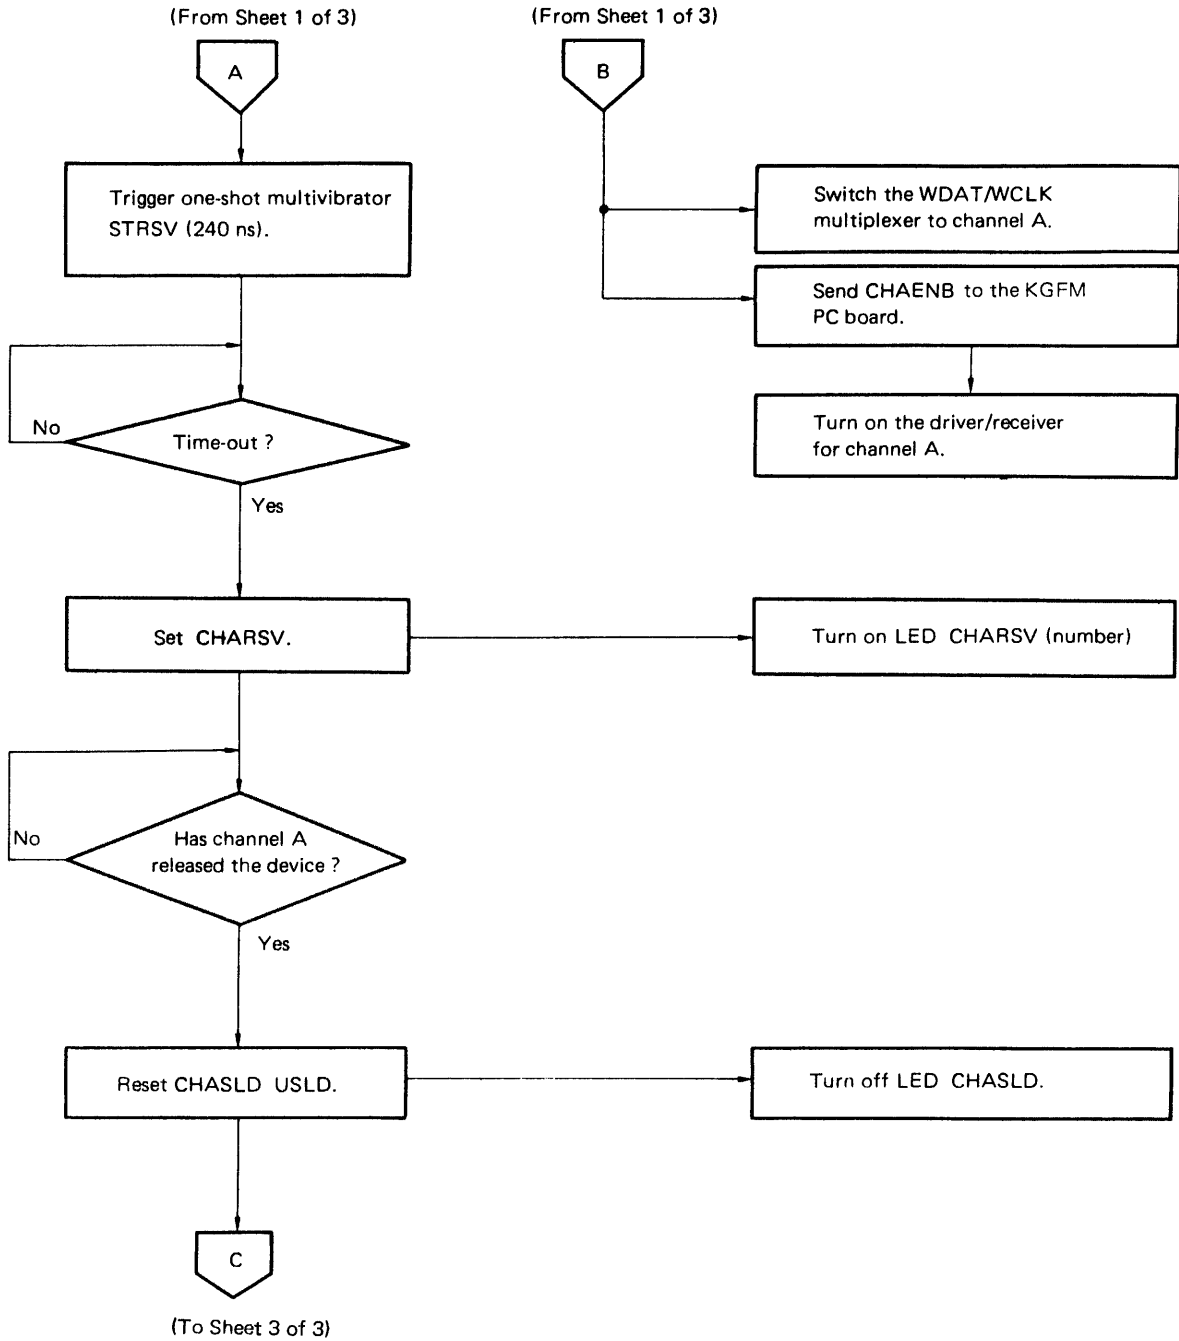 (From Sheet 1 of 3)
(From Sheet 1 of 3)
A
B
Trigger one-shot multivibrator
STRSV (240 ns).
Switch the WDAT/WCLK
multiplexer to channel A.
Send CHAENB to the KGFM
PC board.
Turn on the driver/receiver
for channel A.
No
Time-out ?
Yes
Set CHARSV.
Turn on LED CHARSV (number)
No
Has channel A
released the device ?
Yes
Reset CHASLD USLD.
Turn off LED CHASLD.
C
(To Sheet 3 of 3)